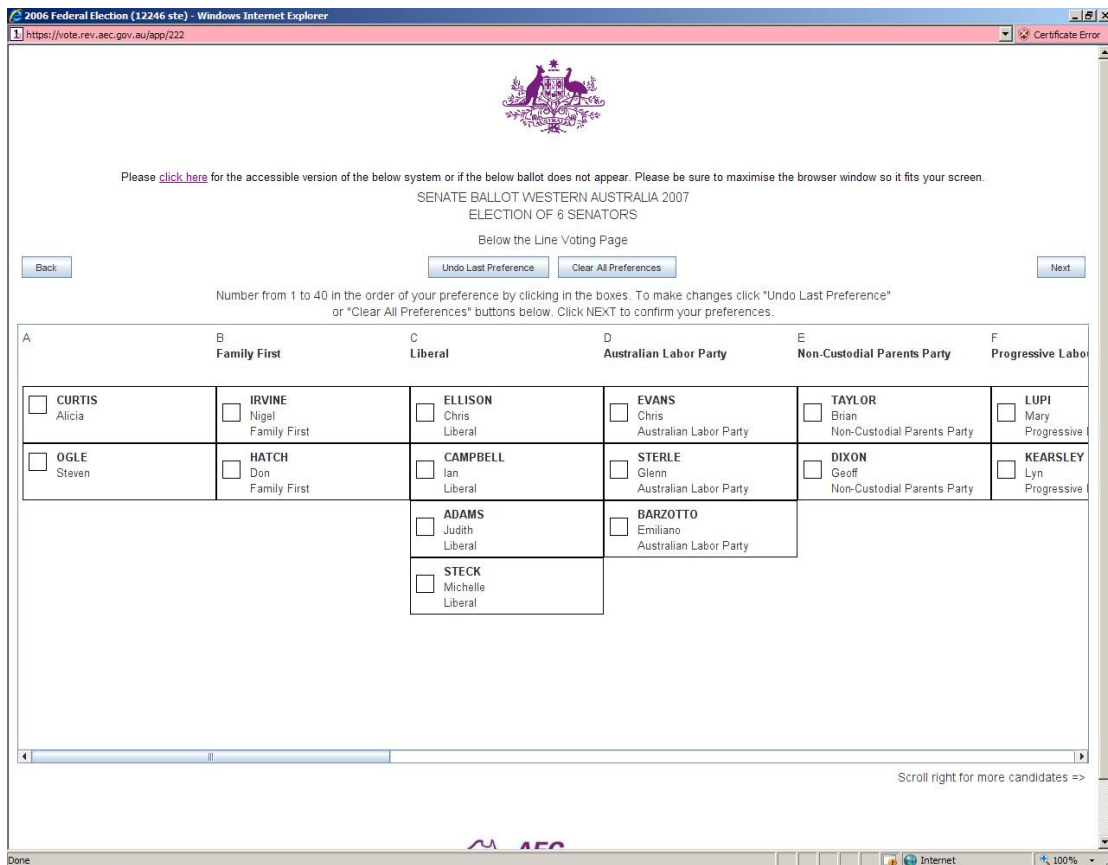 2006 Federal Election (12246 ste) - Windows Internet Explorer
https://vote.rev.aec.gov.au/app/222
Certificate Error
AUSTRALIA
Please click here for the accessible version of the below system or if the below ballot does not appear. Please be sure to maximise the browser window so it fits your screen.
SENATE BALLOT WESTERN AUSTRALIA 2007
ELECTION OF 6 SENATORS
Below the Line Voting Page
Back
Undo Last Preference
Clear All Preferences
Next
Number from 1 to 40 in the order of your preference by clicking in the boxes. To make changes click "Undo Last Preference"
or "Clear All Preferences" buttons below. Click NEXT to confirm your preferences.
A
B
Family First
C
Liberal
D
Australian Labor Party
E
Non-Custodial Parents Party
F
Progressive Labo
CURTIS
Alicia
IRVINE
Nigel
Family First
ELLISON
Chris
Liberal
EVANS
Chris
Australian Labor Party
TAYLOR
Brian
Non-Custodial Parents Party
LUPI
Mary
Progressive
OGLE
Steven
HATCH
Don
Family First
CAMPBELL
Ian
Liberal
STERLE
Glenn
Australian Labor Party
DIXON
Geoff
Non-Custodial Parents Party
KEARSLEY
Lyn
Progressive
ADAMS
Judith
Liberal
BARZOTTO
Emiliano
Australian Labor Party
STECK
Michelle
Liberal
Scroll right for more candidates =>
AEC
Done
Internet
100%